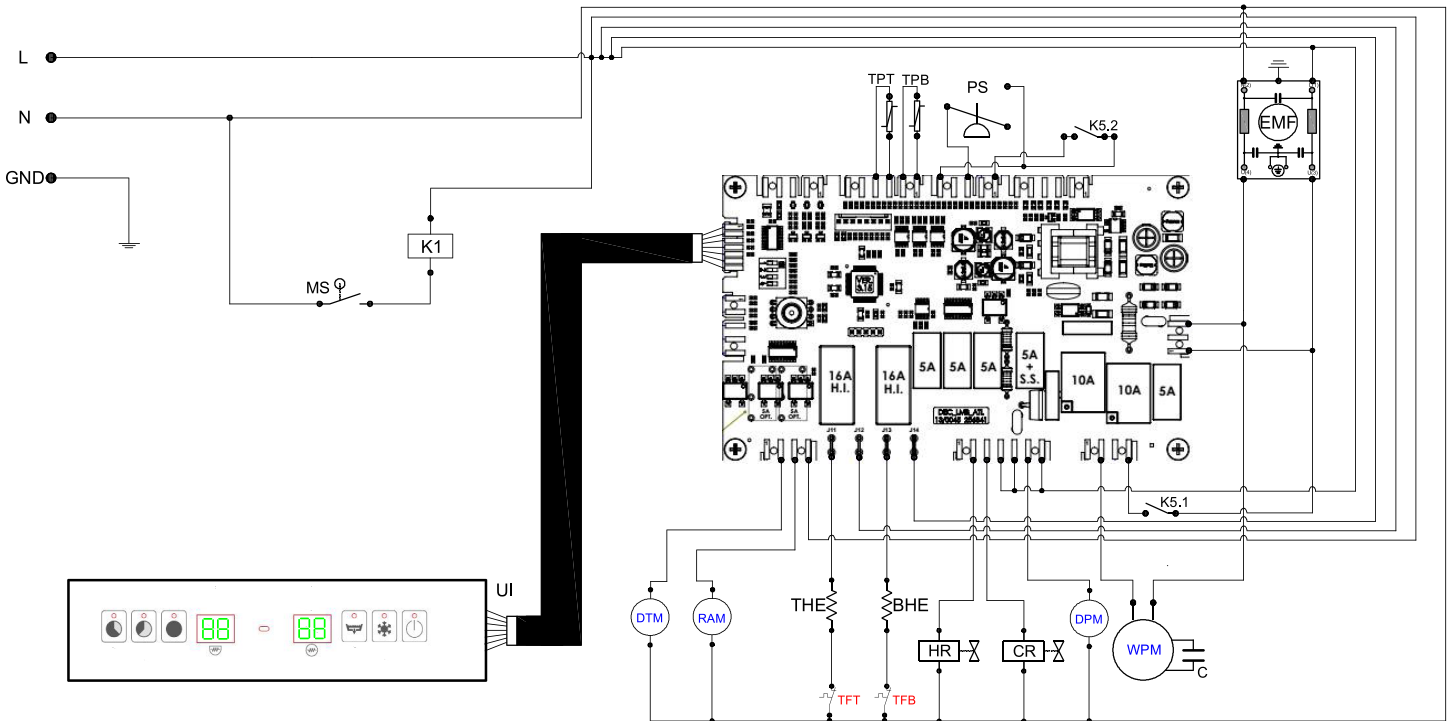 L
N
GND
TPT TPB
PS
K5.2
EMF
K1
MS
VER
5A
5A
5A
5A
+
S.S.
16A
H.I.
16A
H.I.
10A
10A
5A
5A
OPT.
5A
OPT.
J11
J12
J13
J14
K5.1
UI
88
88
DTM
RAM
THE
BHE
HR
CR
DPM
WPM
C
TFT
TFB